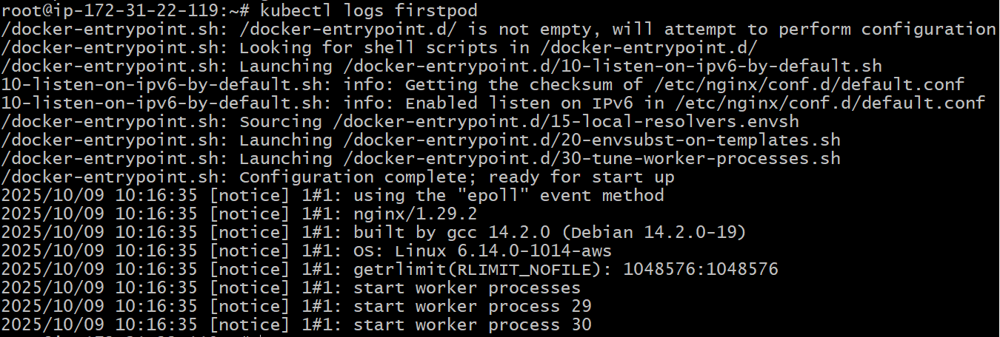 root@ip-172-31-22-119:~# kubectl logs firstpod
/docker-entrypoint.sh: /docker-entrypoint.d/ is not empty, will attempt to perform configuration
/docker-entrypoint.sh: Looking for shell scripts in /docker-entrypoint.d/
/docker-entrypoint.sh: Launching /docker-entrypoint.d/10-listen-on-ipv6-by-default.sh
10-listen-on-ipv6-by-default.sh: info: Getting the checksum of /etc/nginx/conf.d/default.conf
10-listen-on-ipv6-by-default.sh: info: Enabled listen on IPv6 in /etc/nginx/conf.d/default.conf
/docker-entrypoint.sh: Sourcing /docker-entrypoint.d/15-local-resolvers.envsh
/docker-entrypoint.sh: Launching /docker-entrypoint.d/20-envsubst-on-templates.sh
/docker-entrypoint.sh: Launching /docker-entrypoint.d/30-tune-worker-processes.sh
/docker-entrypoint.sh: Configuration complete; ready for start up
2025/10/09 10:16:35 [notice] 1#1: using the "epoll" event method
2025/10/09 10:16:35 [notice] 1#1: nginx/1.29.2
2025/10/09 10:16:35 [notice] 1#1: built by gcc 14.2.0 (Debian 14.2.0-19)
2025/10/09 10:16:35 [notice] 1#1: OS: Linux 6.14.0-1014-aws
2025/10/09 10:16:35 [notice] 1#1: getrlimit(RLIMIT_NOFILE): 1048576:1048576
2025/10/09 10:16:35 [notice] 1#1: start worker processes
2025/10/09 10:16:35 [notice] 1#1: start worker process 29
2025/10/09 10:16:35 [notice] 1#1: start worker process 30